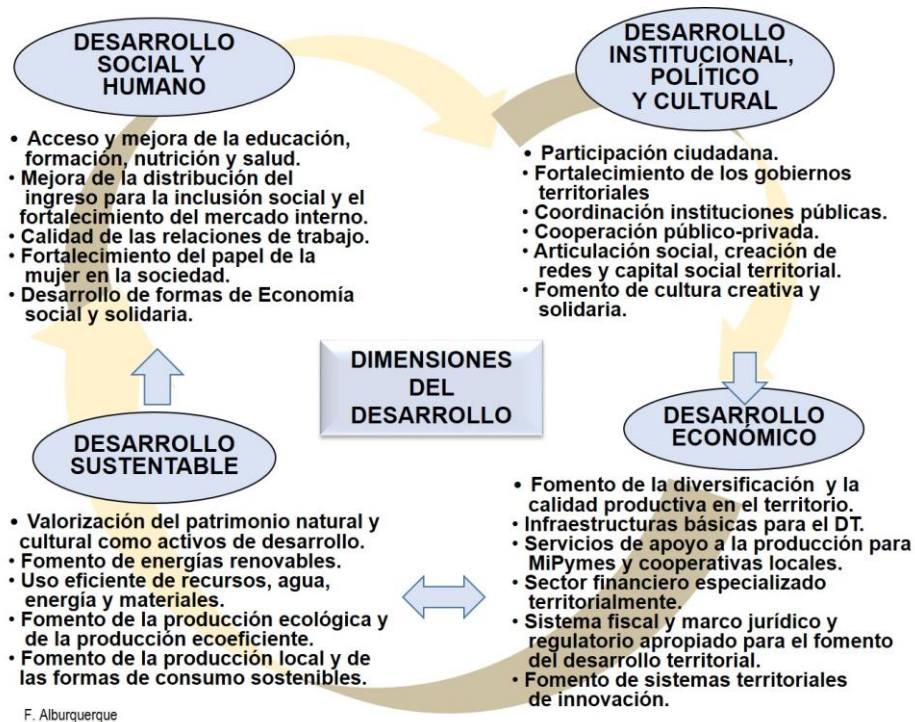 DESARROLLO
SOCIAL Y
HUMANO
• Acceso y mejora de la educación,
formación, nutrición y salud.
• Mejora de la distribución del
ingreso para la inclusión social y el
fortalecimiento del mercado interno.
• Calidad de las relaciones de trabajo.
• Fortalecimiento del papel de la
mujer en la sociedad.
• Desarrollo de formas de Economía
social y solidaria.
DESARROLLO
INSTITUCIONAL,
POLÍTICO
Y CULTURAL
• Participación ciudadana.
• Fortalecimiento de los gobiernos
territoriales
• Coordinación instituciones públicas.
• Cooperación público-privada.
• Articulación social, creación de
redes y capital social territorial.
• Fomento de cultura creativa y
solidaria.
DIMENSIONES
DEL
DESARROLLO
DESARROLLO
SUSTENTABLE
• Valorización del patrimonio natural y
cultural como activos de desarrollo.
• Fomento de energías renovables.
• Uso eficiente de recursos, agua,
energía y materiales.
• Fomento de la producción ecológica y
de la producción ecoeficiente.
• Fomento de la producción local y de
las formas de consumo sostenibles.
DESARROLLO
ECONÓMICO
• Fomento de la diversificación y la
calidad productiva en el territorio.
• Infraestructuras básicas para el DT.
• Servicios de apoyo a la producción para
MiPymes y cooperativas locales.
• Sector financiero especializado
territorialmente.
• Sistema fiscal y marco jurídico y
regulatorio apropiado para el fomento
del desarrollo territorial.
• Fomento de sistemas territoriales
de innovación.
F. Alburquerque